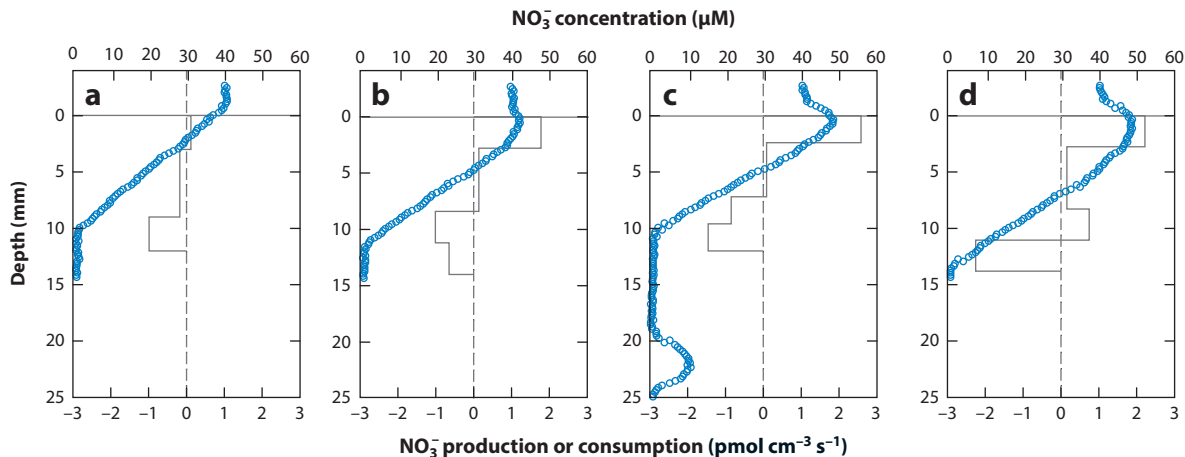 NO₃⁻ concentration (µM)
0 10 20 30 40 50 60 0 10 20 30 40 50 60 0 10 20 30 40 50 60 0 10 20 30 40 50 60
a b c d
0 0 0 0
5 5 5 5
10 10 10 10
15 15 15 15
20 20 20 20
25 25 25 25
Depth (mm)
–3 –2 –1 0 1 2 3 –3 –2 –1 0 1 2 3 –3 –2 –1 0 1 2 3 –3 –2 –1 0 1 2 3
NO₃⁻ production or consumption (pmol cm⁻³ s⁻¹)